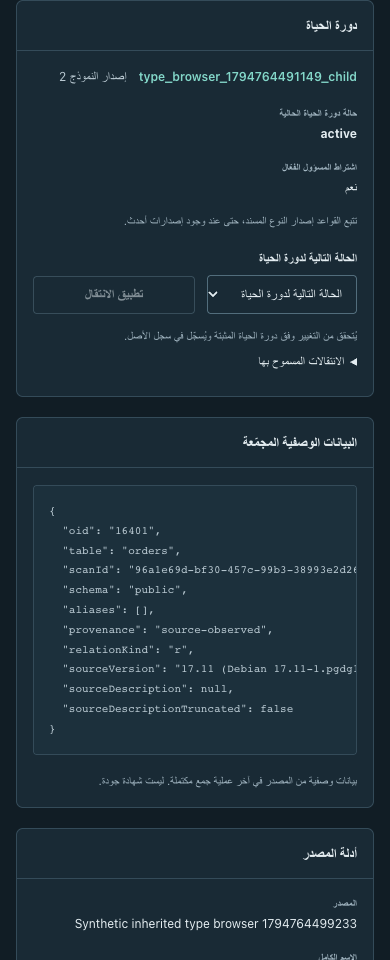 دورة الحياة
type_browser_1794764491149_child إصدار النموذج 2
حالة دورة الحياة الحالية
active
اشتراط المسؤول الفعّال
نعم
تتبع القواعد إصدار النوع المسند، حتى عند وجود إصدارات أحدث.
الحالة التالية لدورة الحياة
الحالة التالية لدورة الحياة
تطبيق الانتقال
يُتحقق من التغيير وفق دورة الحياة المثبتة ويُسجّل في سجل الأصل.
الانتقالات المسموح بها
البيانات الوصفية المجمّعة
{
"oid": "16401",
"table": "orders",
"scanId": "96a1e69d-bf30-457c-99b3-38993e2d26
"schema": "public",
"aliases": [],
"provenance": "source-observed",
"relationKind": "r",
"sourceVersion": "17.11 (Debian 17.11-1.pgdg1
"sourceDescription": null,
"sourceDescriptionTruncated": false
}
بيانات وصفية من المصدر في آخر عملية جمع مكتملة. ليست شهادة جودة.
أدلة المصدر
المصدر
Synthetic inherited type browser 1794764499233
الاسم الكامل